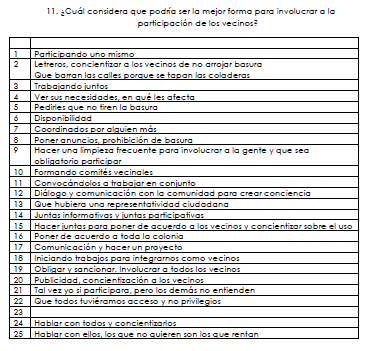 11. ¿Cuál considera que podría ser la mejor forma para involucrar a la
participación de los vecinos?
1 Participando uno mismo
2 Letreros, concientizar a los vecinos de no arrojar basura
Que barran las calles porque se tapan las coladeras
3 Trabajando juntos
4 Ver sus necesidades, en qué les afecta
5 Pedirles que no tiren la basura
6 Disponibilidad
7 Coordinados por alguien más
8 Poner anuncios, prohibición de basura
9 Hacer una limpieza frecuente para involucrar a la gente y que sea
obligatorio participar
10 Formando comités vecinales
11 Convocándolos a trabajar en conjunto
12 Diálogo y comunicación con la comunidad para crear conciencia
13 Que hubiera una representatividad ciudadana
14 Juntas informativas y juntas participativas
15 Hacer juntas para poner de acuerdo a los vecinos y concientizar sobre el uso
16 Poner de acuerdo a toda la colonia
17 Comunicación y hacer un proyecto
18 Iniciando trabajos para integrarnos como vecinos
19 Obligar y sancionar. Involucrar a todos los vecinos
20 Publicidad, concientización a los vecinos
21 Tal vez yo si participara, pero los demás no entienden
22 Que todos tuviéramos acceso y no privilegios
23
24 Hablar con todos y concientizarlos
25 Hablar con ellos, los que no quieren son los que rentan